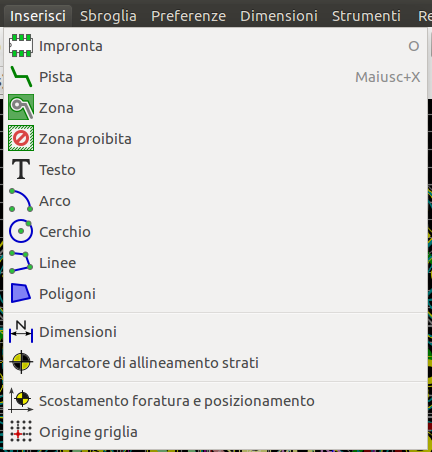 Inserisci Sbroglia Preferenze Dimensioni Strumenti
Impronta O
Pista Maiusc+X
Zona
Zona proibita
Testo
Arco
Cerchio
Linee
Poligoni
Dimensioni
Marcatore di allineamento strati
Scostamento foratura e posizionamento
Origine griglia